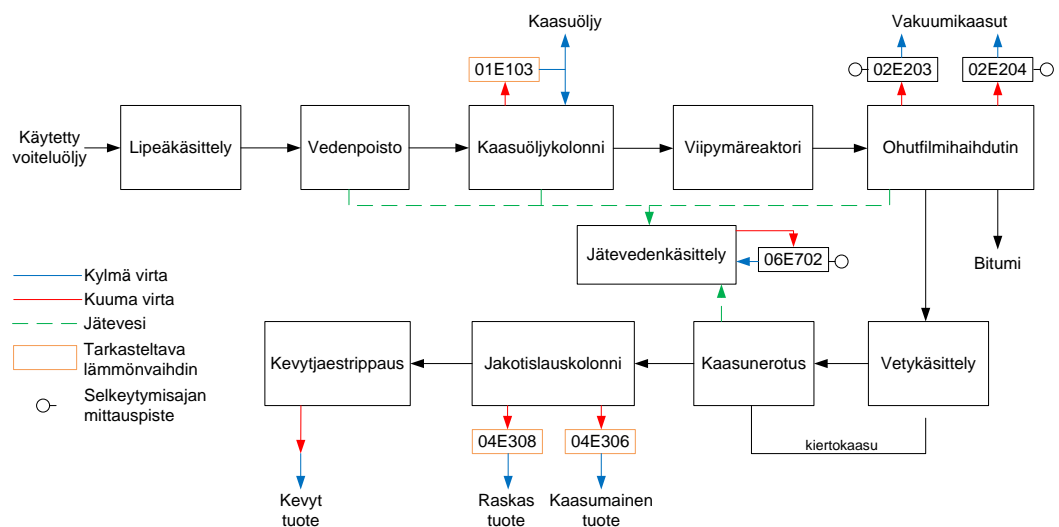 Kaasuöljy
Vakuumikaasut
01E103
02E203
02E204
Käytetty
voiteluöljy
Lipeäkäsittely
Vedenpoisto
Kaasuöljykolonni
Viipymäreaktori
Ohutfilmihaihdutin
Jätevedenkäsittely
06E702
Bitumi
Kylmä virta
Kuuma virta
Jätevesi
Tarkasteltava
lämmönvaihdin
Selkeytymisajan
mittauspiste
Kevytjaestrippaus
Jakotislauskolonni
Kaasunerotus
Vetykäsittely
04E308
04E306
kiertokaasu
Kevyt
tuote
Raskas
tuote
Kaasumainen
tuote